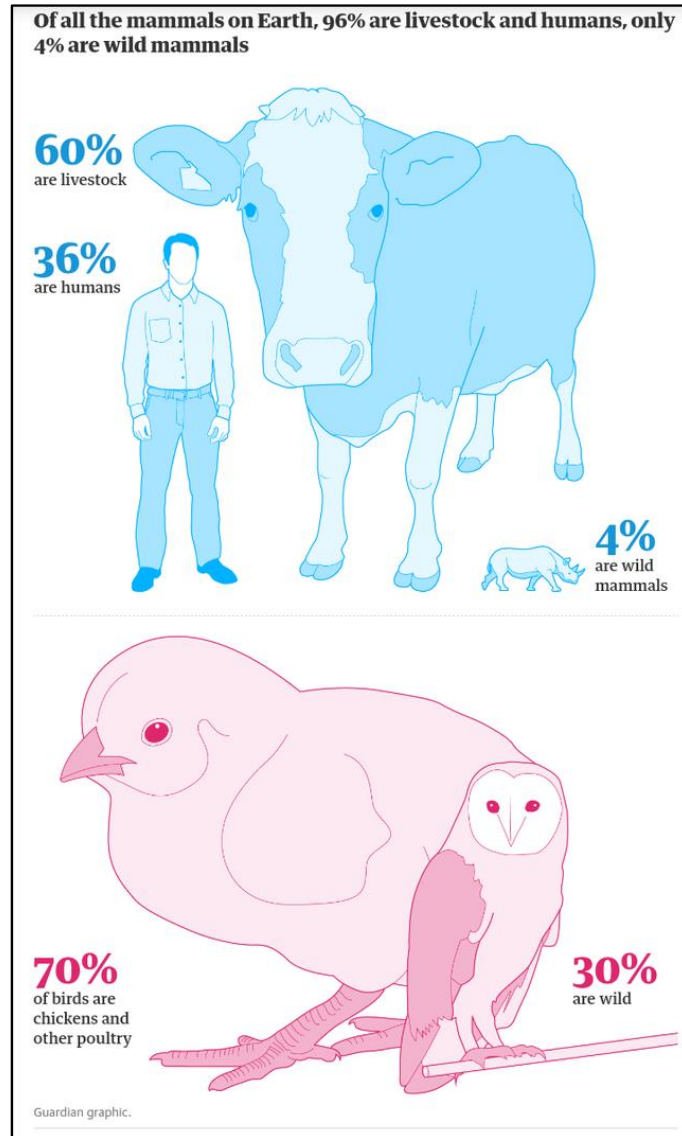 Of all the mammals on Earth, 96% are livestock and humans, only
4% are wild mammals
60%
are livestock
36%
are humans
4%
are wild
mammals
70%
of birds are
chickens and
other poultry
30%
are wild
Guardian graphic.